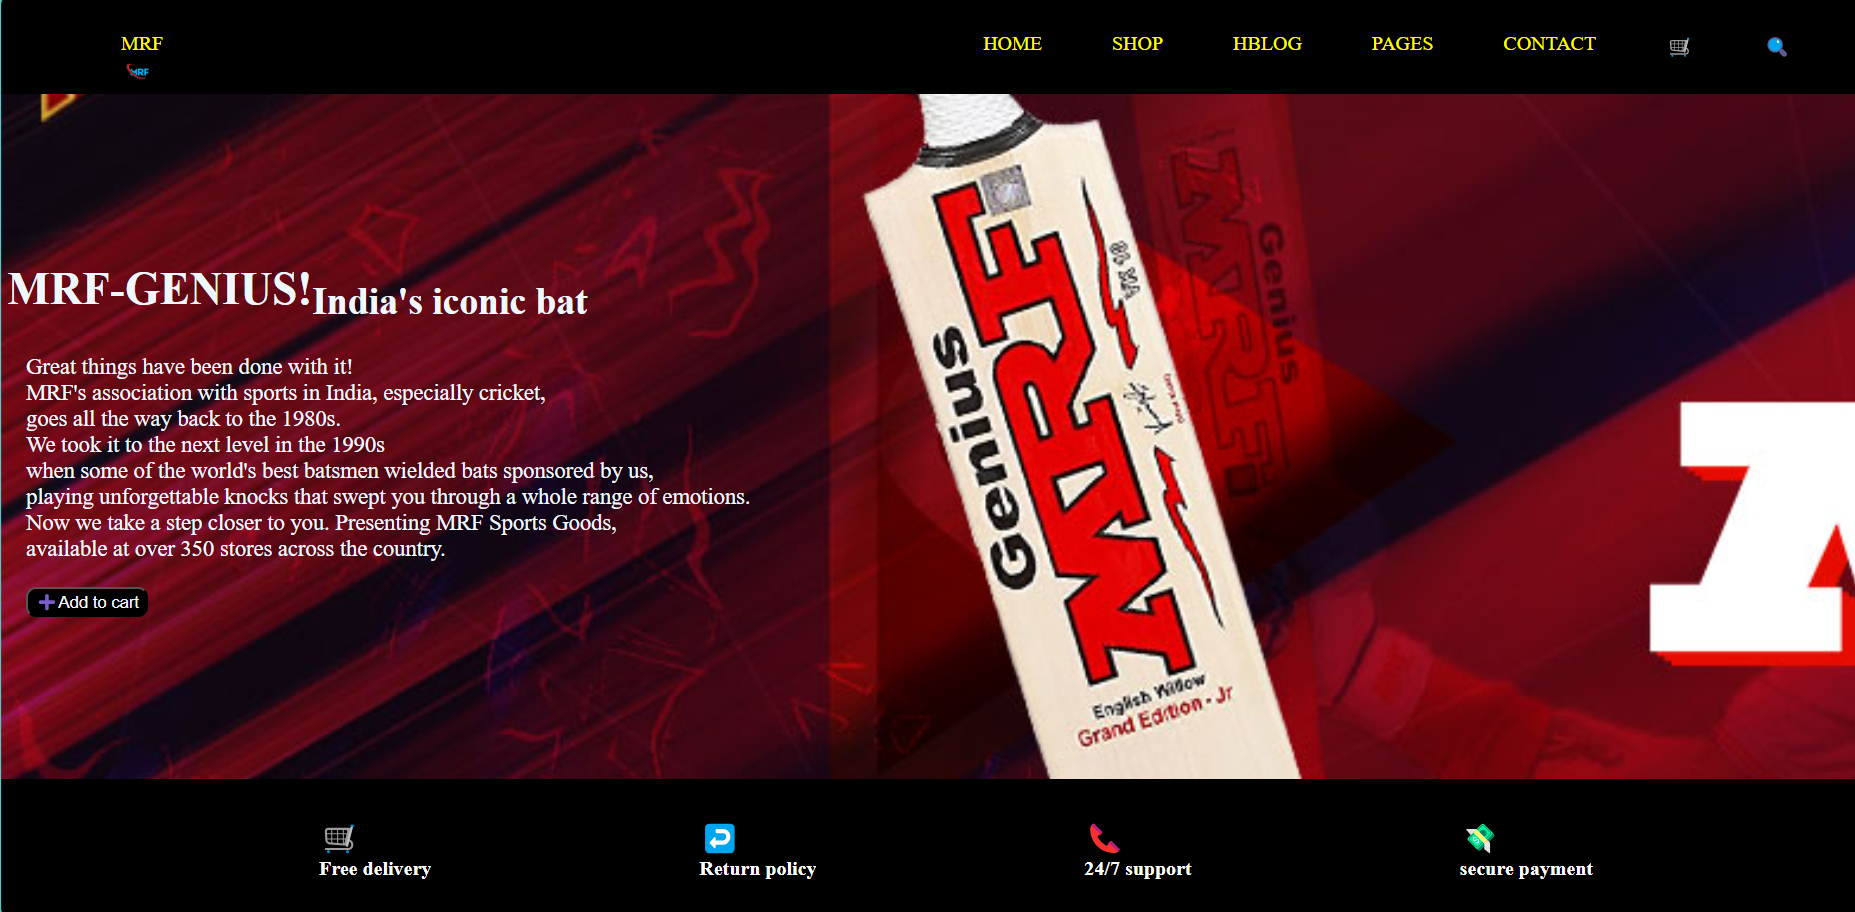 MRF
MRF
HOME
SHOP
HBLOG
PAGES
CONTACT
MRF-GENIUS!India's iconic bat
Great things have been done with it!
MRF's association with sports in India, especially cricket,
goes all the way back to the 1980s.
We took it to the next level in the 1990s
when some of the world's best batsmen wielded bats sponsored by us,
playing unforgettable knocks that swept you through a whole range of emotions.
Now we take a step closer to you. Presenting MRF Sports Goods,
available at over 350 stores across the country.
Add to cart
Genius
MRF
VK 18
English Willow
Grand Edition - Jr
Genius
MRF
Free delivery
Return policy
24/7 support
secure payment